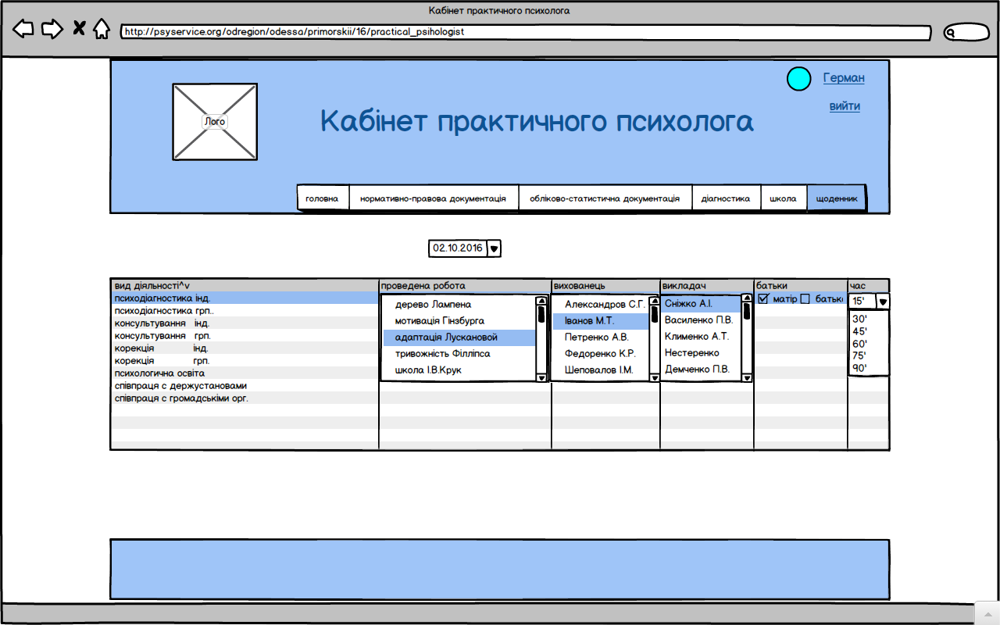 Кабінет практичного психолога
http://psyservice.org/odregion/odessa/primorskii/16/practical_psihologist
Герман
вийти
Лого
Кабінет практичного психолога
головна нормативно-правова документація обліково-статистична документація діагностика школа щоденник
02.10.2016
вид діяльності^v проведена робота вихованець викладач батьки час
психодіагностика інд.
психодіагностика грп..
консультування інд.
консультування грп.
корекція інд.
корекція грп.
психологична освіта
співпраця с держустановами
співпраця с громадськіми орг.
дерево Лампена
мотивація Гінзбурга
адаптація Лускановой
тривожність Філліпса
школа І.В.Крук
Александров С.Г.
Іванов М.Т.
Петренко А.В.
Федоренко К.Р.
Шеповалов І.М.
Сніжко А.І.
Василенко П.В.
Клименко А.Т.
Нестеренко
Демченко П.В.
матір батьк
15'
30'
45'
60'
75'
90'